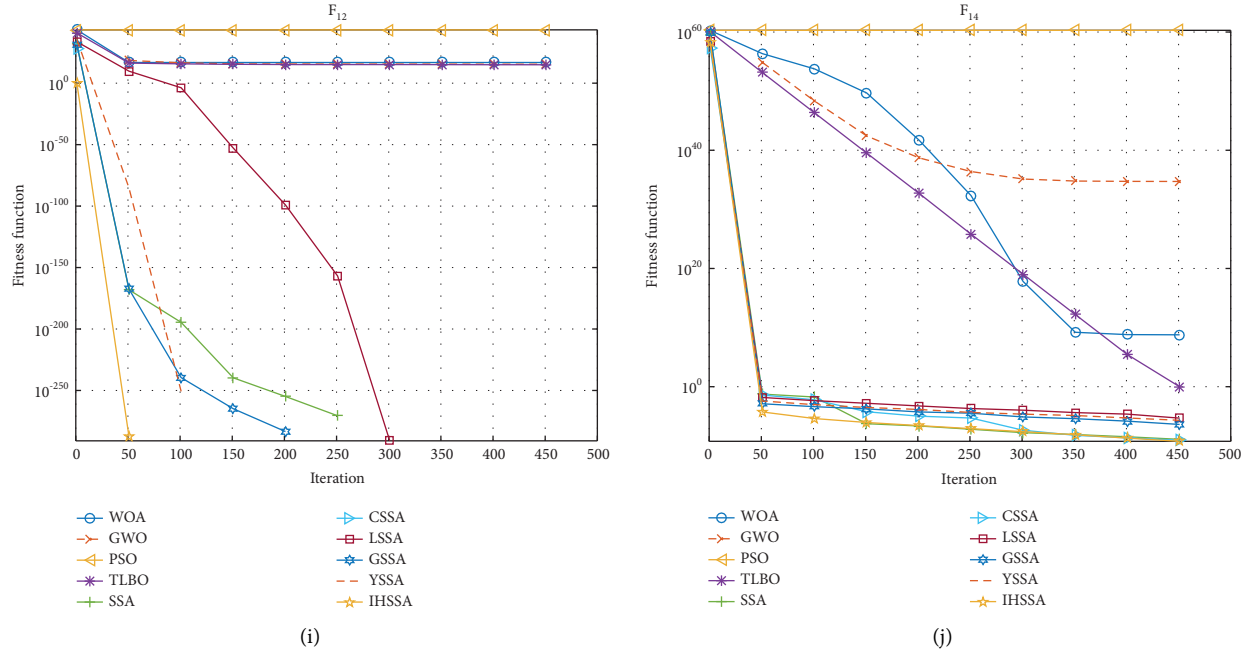 F12
Fitness function
10^0
10^-50
10^-100
10^-150
10^-200
10^-250
0 50 100 150 200 250 300 350 400 450 500
Iteration
WOA
GWO
PSO
TLBO
SSA
CSSA
LSSA
GSSA
YSSA
IHSSA
(i)
F14
Fitness function
10^60
10^40
10^20
10^0
0 50 100 150 200 250 300 350 400 450 500
Iteration
WOA
GWO
PSO
TLBO
SSA
CSSA
LSSA
GSSA
YSSA
IHSSA
(j)